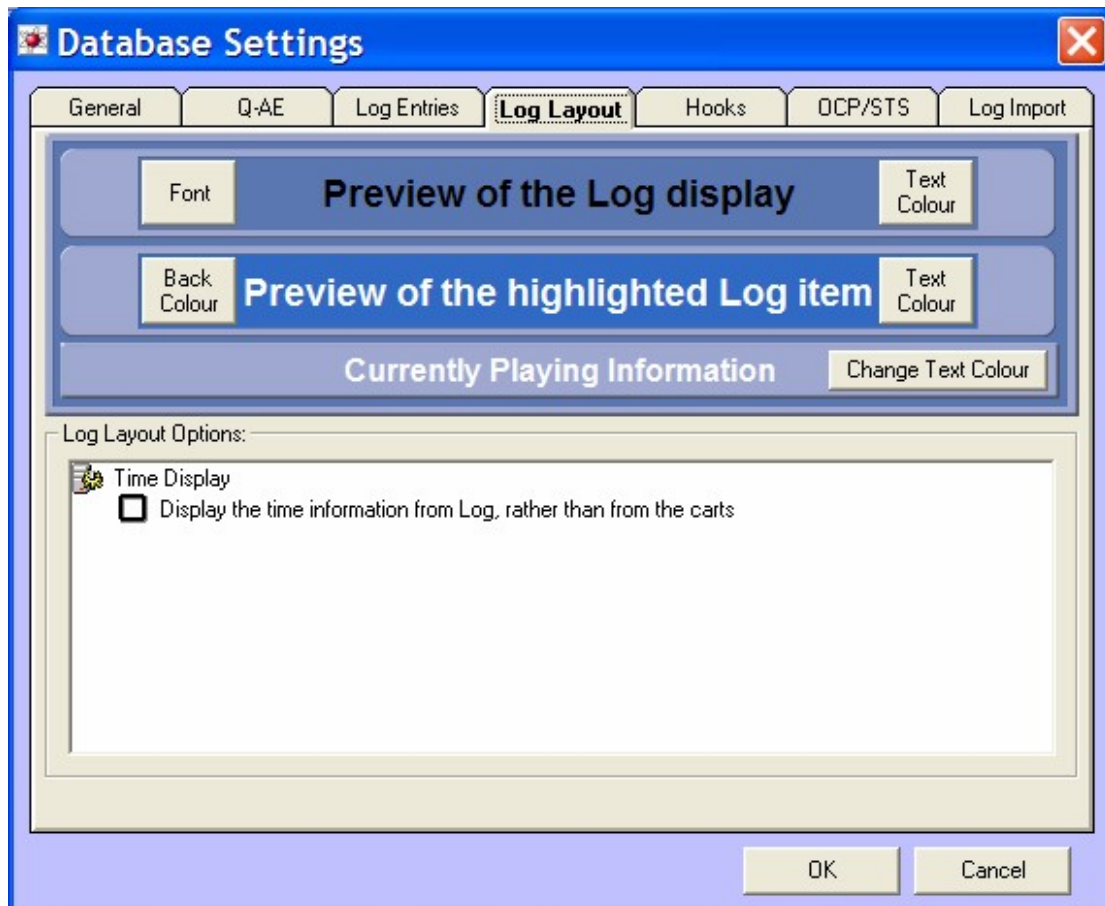 Database Settings
General Q-AE Log Entries Log Layout Hooks OCP/STS Log Import
Font Preview of the Log display Text
Colour
Back
Colour Preview of the highlighted Log item Text
Colour
Currently Playing Information Change Text Colour
Log Layout Options:
Time Display
Display the time information from Log, rather than from the carts
OK Cancel